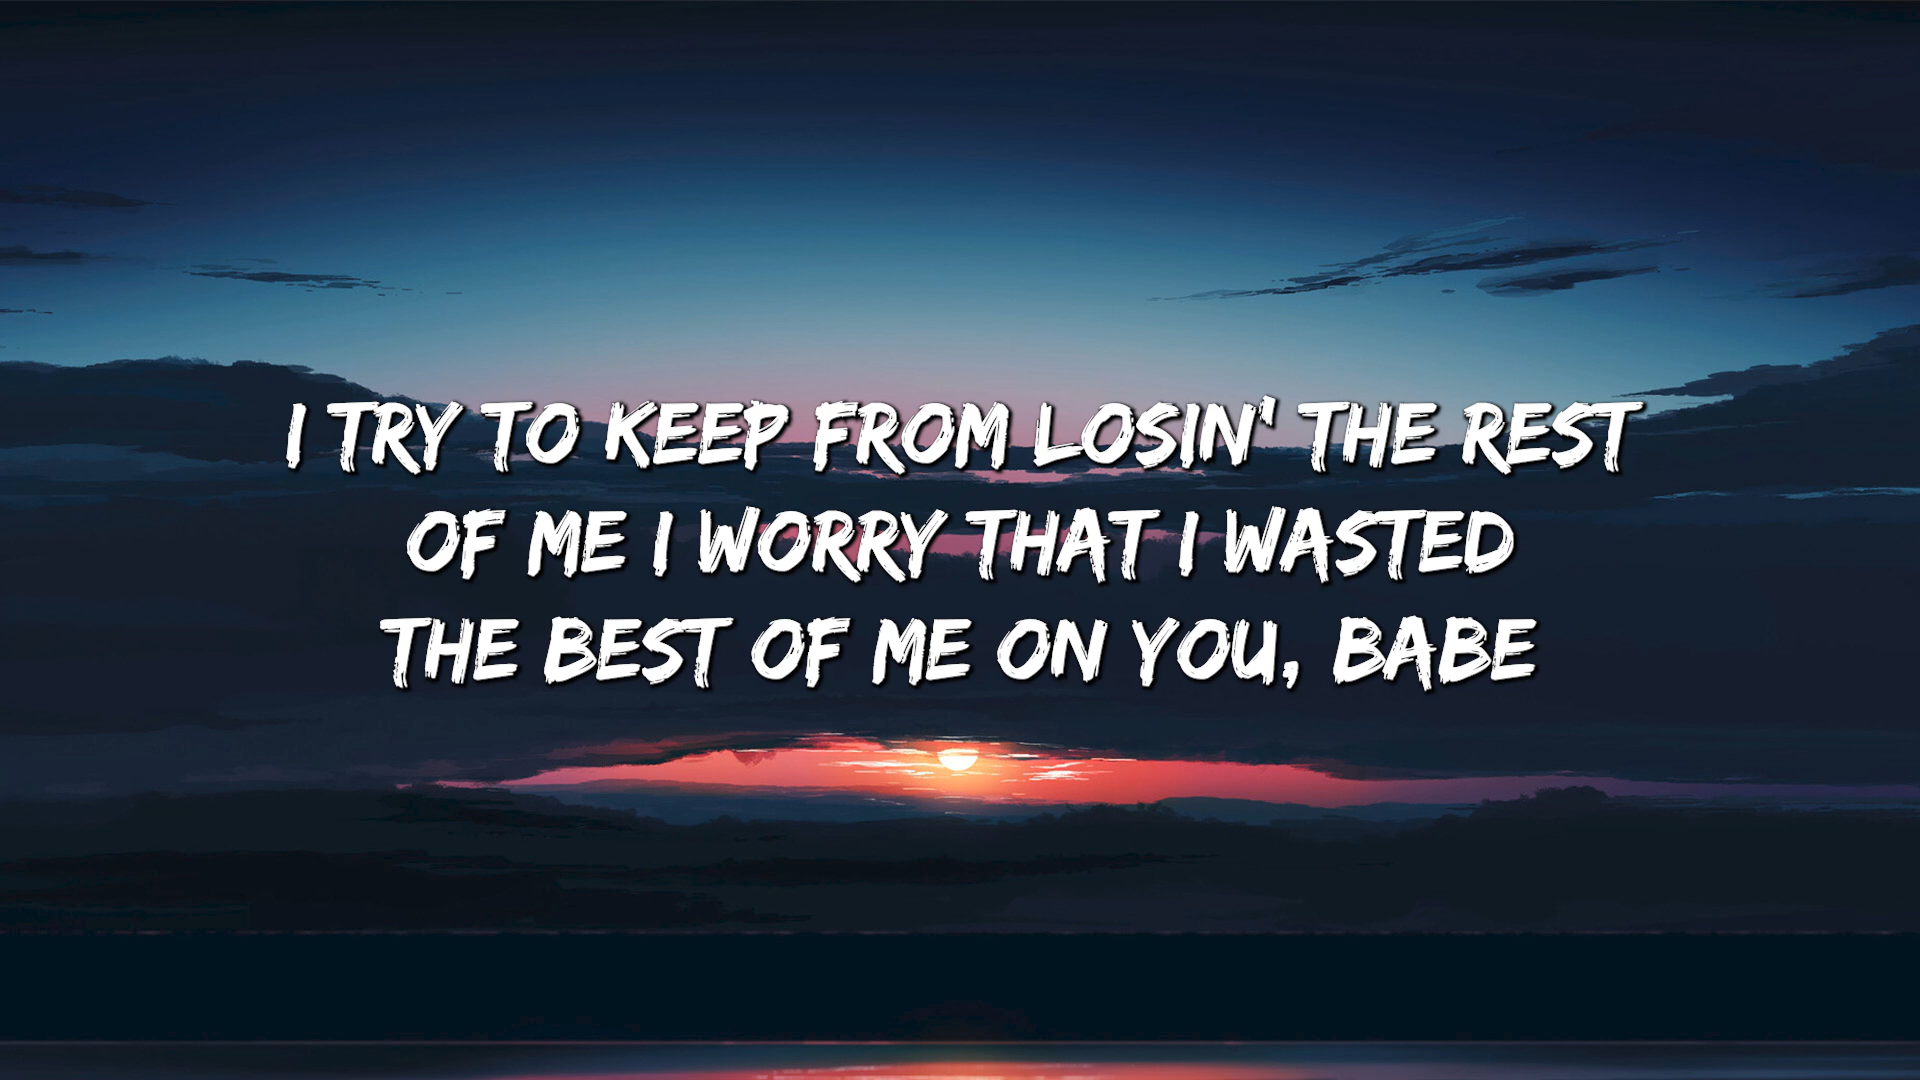 I TRY TO KEEP FROM LOSIN' THE REST
OF ME I WORRY THAT I WASTED
THE BEST OF ME ON YOU, BABE